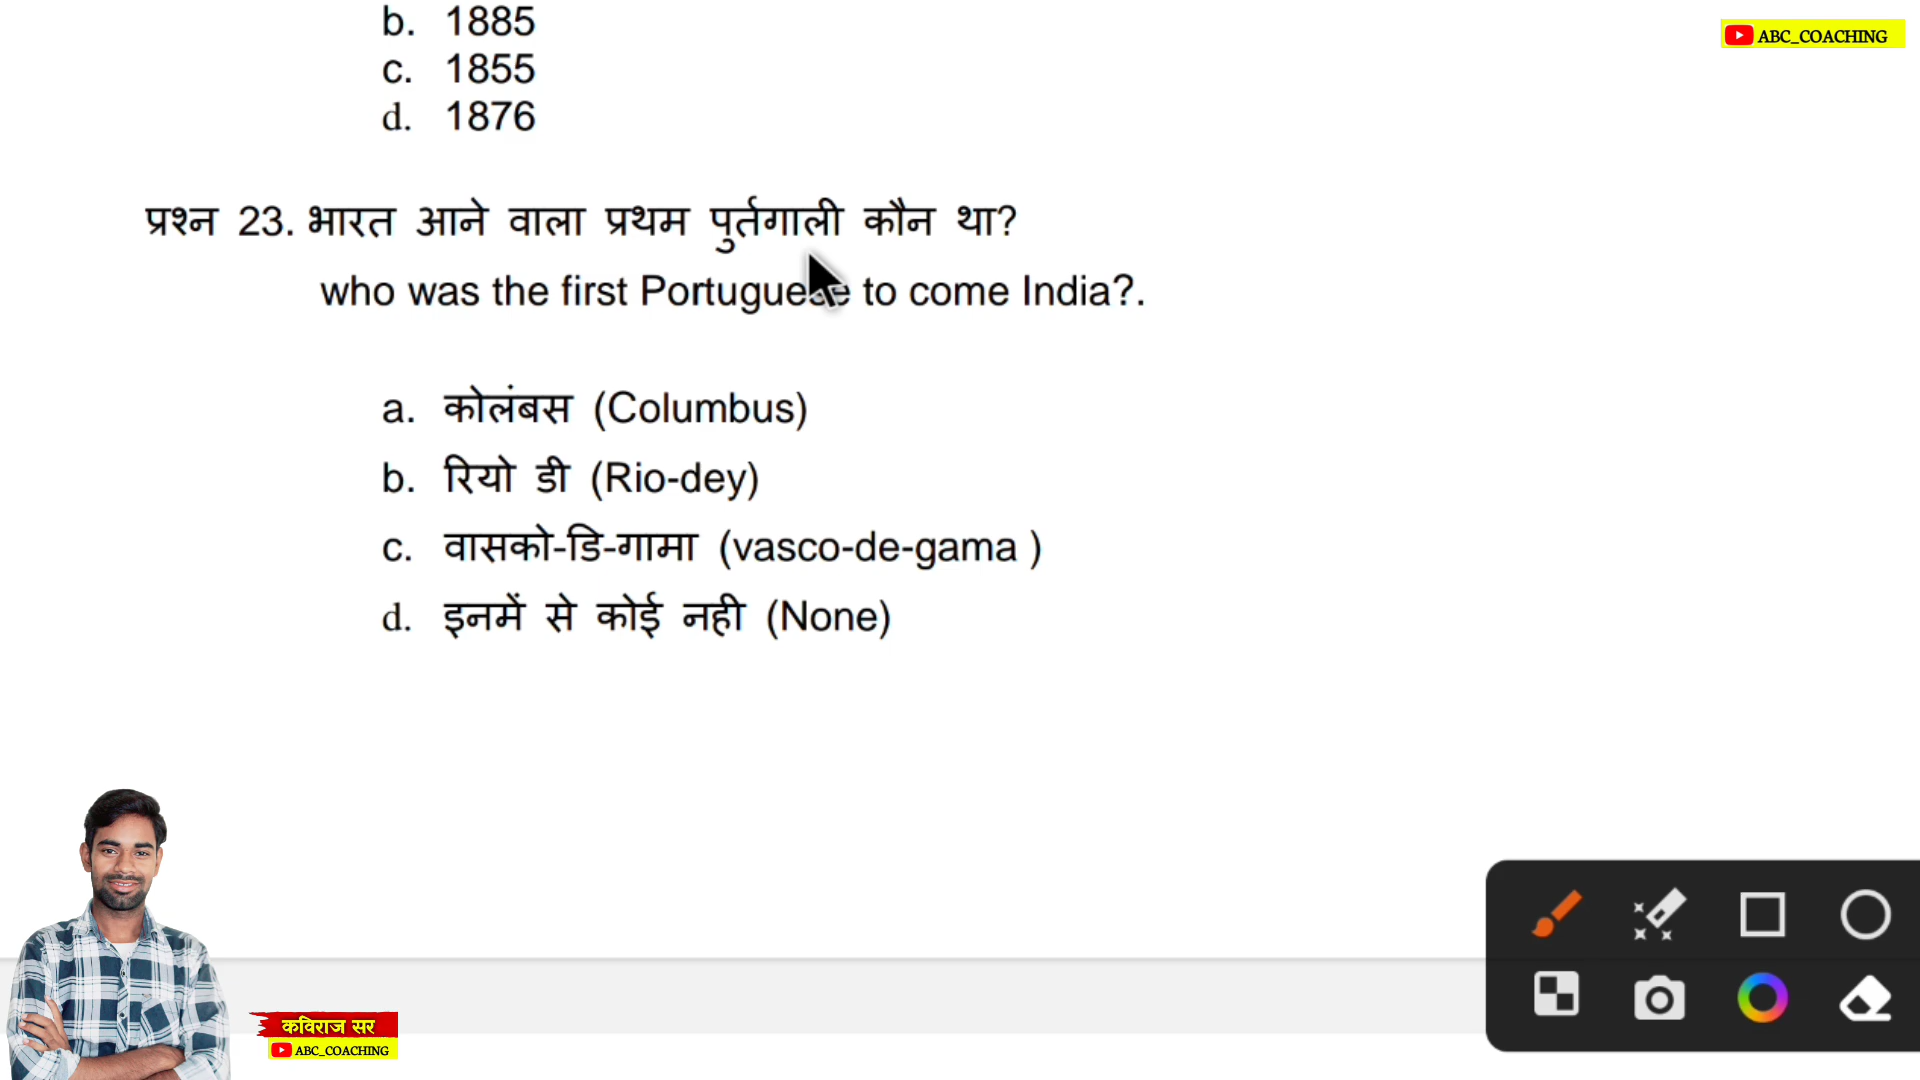 b. 1885
ABC_COACHING
c. 1855
d. 1876
प्रश्न 23. भारत आने वाला प्रथम पुर्तगाली कौन था?
who was the first Portuguese to come India?.
a. कोलंबस (Columbus)
b. रियो डी (Rio-dey)
c. वासको-डि-गामा (vasco-de-gama )
d. इनमें से कोई नही (None)
कविराज सर
ABC_COACHING